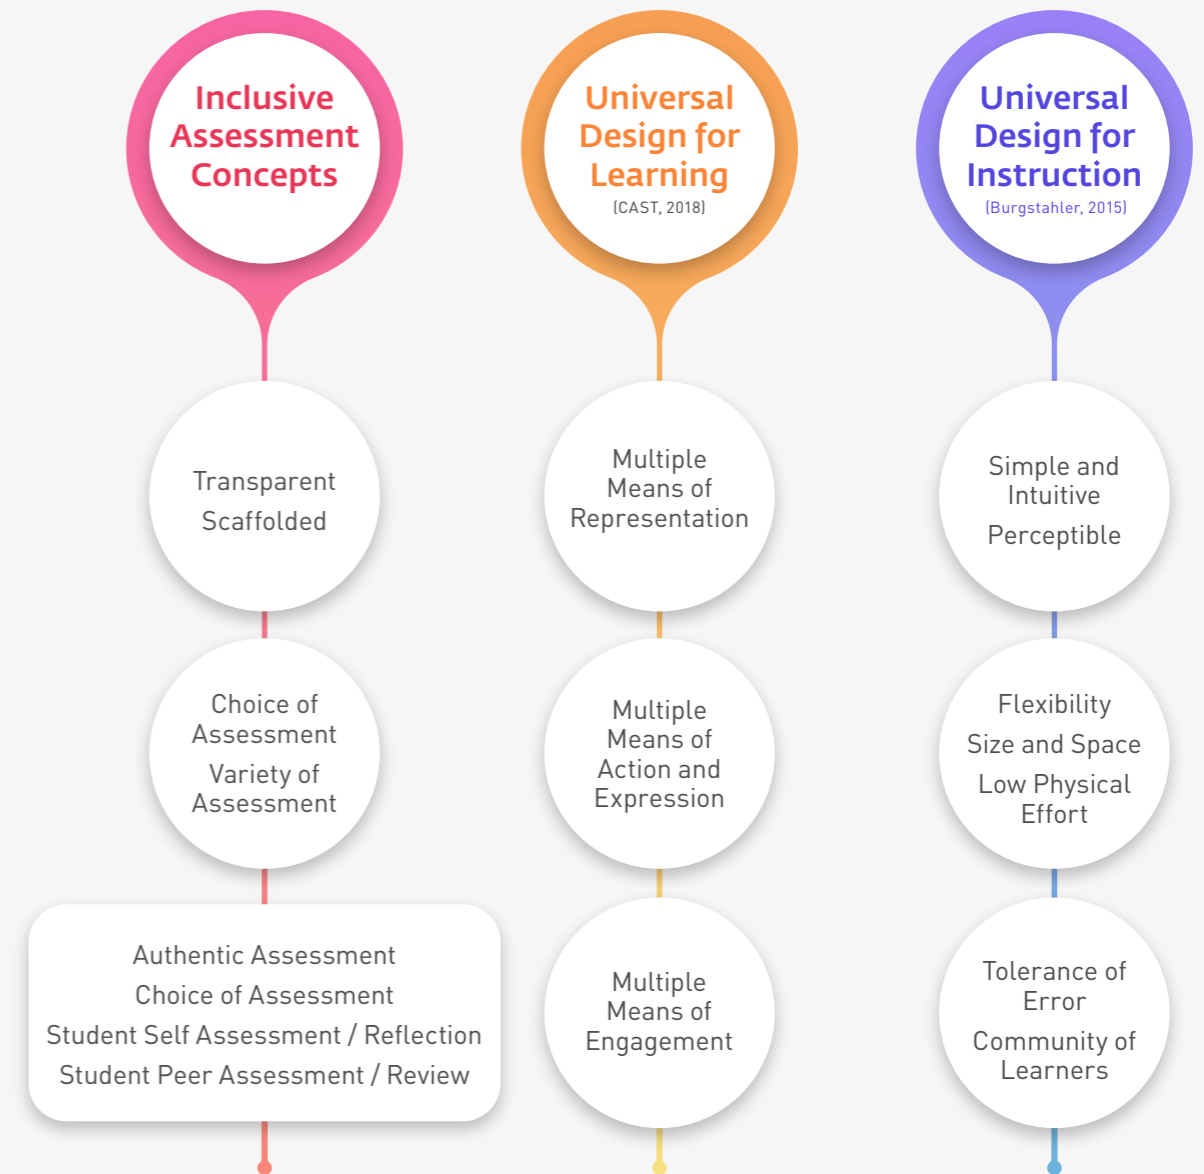 Inclusive
Assessment
Concepts
Universal
Design for
Learning
(CAST, 2018)
Universal
Design for
Instruction
(Burgstahler, 2015)
Transparent
Scaffolded
Multiple
Means of
Representation
Simple and
Intuitive
Perceptible
Choice of
Assessment
Variety of
Assessment
Multiple
Means of
Action and
Expression
Flexibility
Size and Space
Low Physical
Effort
Authentic Assessment
Choice of Assessment
Student Self Assessment / Reflection
Student Peer Assessment / Review
Multiple
Means of
Engagement
Tolerance of
Error
Community of
Learners